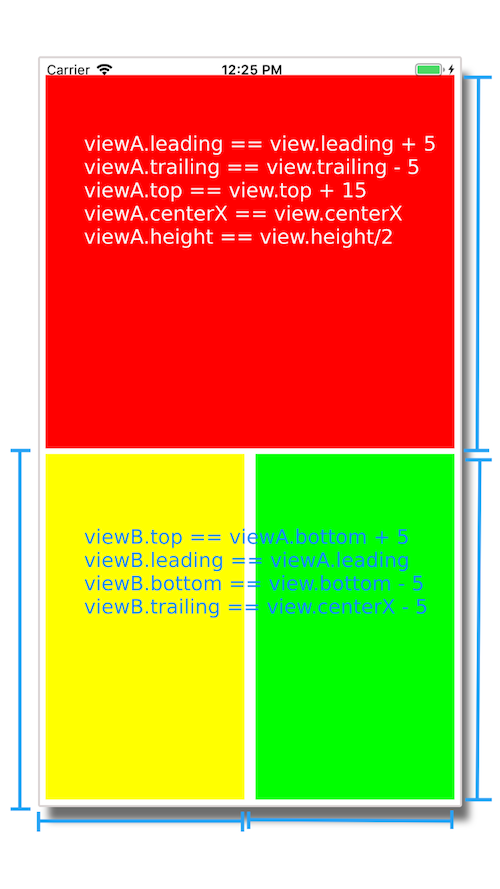 Carrier 12:25 PM
viewA.leading == view.leading + 5
viewA.trailing == view.trailing - 5
viewA.top == view.top + 15
viewA.centerX == view.centerX
viewA.height == view.height/2
viewB.top == viewA.bottom + 5
viewB.leading == viewA.leading
viewB.bottom == view.bottom - 5
viewB.trailing == view.centerX - 5